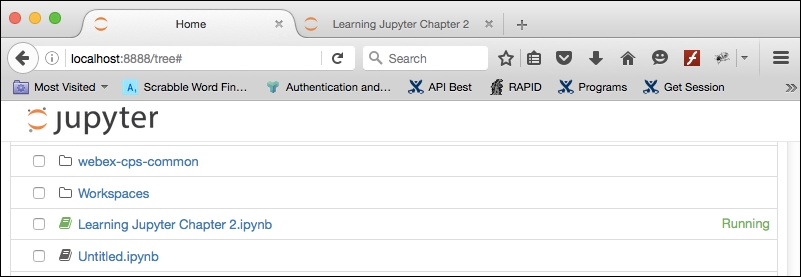 Home
Learning Jupyter Chapter 2
localhost:8888/tree#
Search
Most Visited
A, Scrabble Word Fin...
Authentication and...
API Best
RAPID
Programs
Get Session
jupyter
webex-cps-common
Workspaces
Learning Jupyter Chapter 2.ipynb
Running
Untitled.ipynb